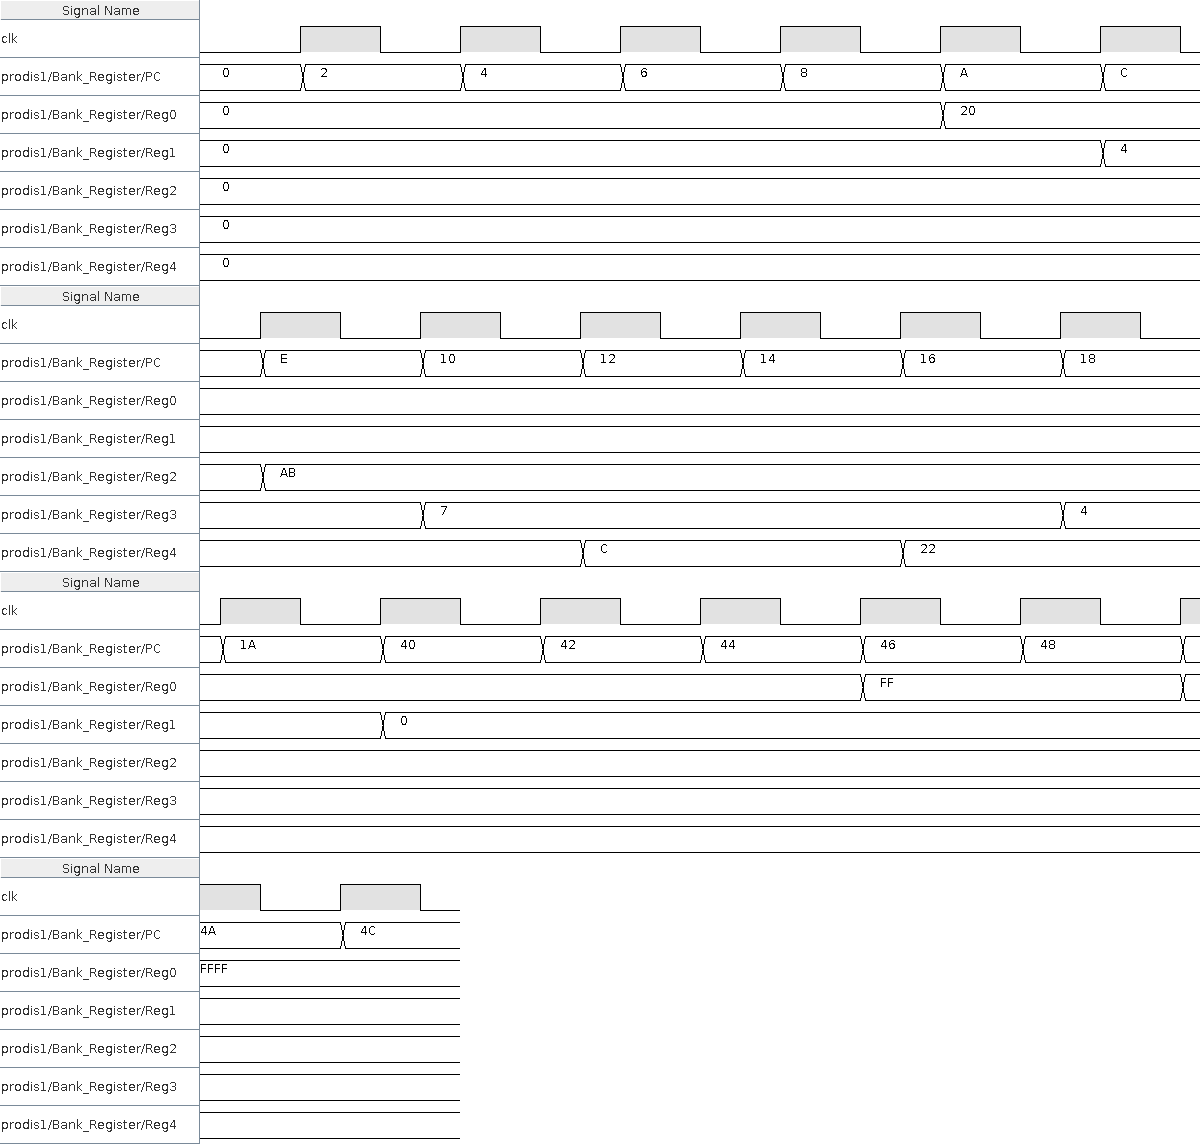 Signal Name
clk
prodis1/Bank_Register/PC 0 2 4 6 8 A C
prodis1/Bank_Register/Reg0 0 20
prodis1/Bank_Register/Reg1 0 4
prodis1/Bank_Register/Reg2 0
prodis1/Bank_Register/Reg3 0
prodis1/Bank_Register/Reg4 0
Signal Name
clk
prodis1/Bank_Register/PC E 10 12 14 16 18
prodis1/Bank_Register/Reg0
prodis1/Bank_Register/Reg1
prodis1/Bank_Register/Reg2 AB
prodis1/Bank_Register/Reg3 7 4
prodis1/Bank_Register/Reg4 C 22
Signal Name
clk
prodis1/Bank_Register/PC 1A 40 42 44 46 48
prodis1/Bank_Register/Reg0 FF
prodis1/Bank_Register/Reg1 0
prodis1/Bank_Register/Reg2
prodis1/Bank_Register/Reg3
prodis1/Bank_Register/Reg4
Signal Name
clk
prodis1/Bank_Register/PC 4A 4C
prodis1/Bank_Register/Reg0 FFFF
prodis1/Bank_Register/Reg1
prodis1/Bank_Register/Reg2
prodis1/Bank_Register/Reg3
prodis1/Bank_Register/Reg4